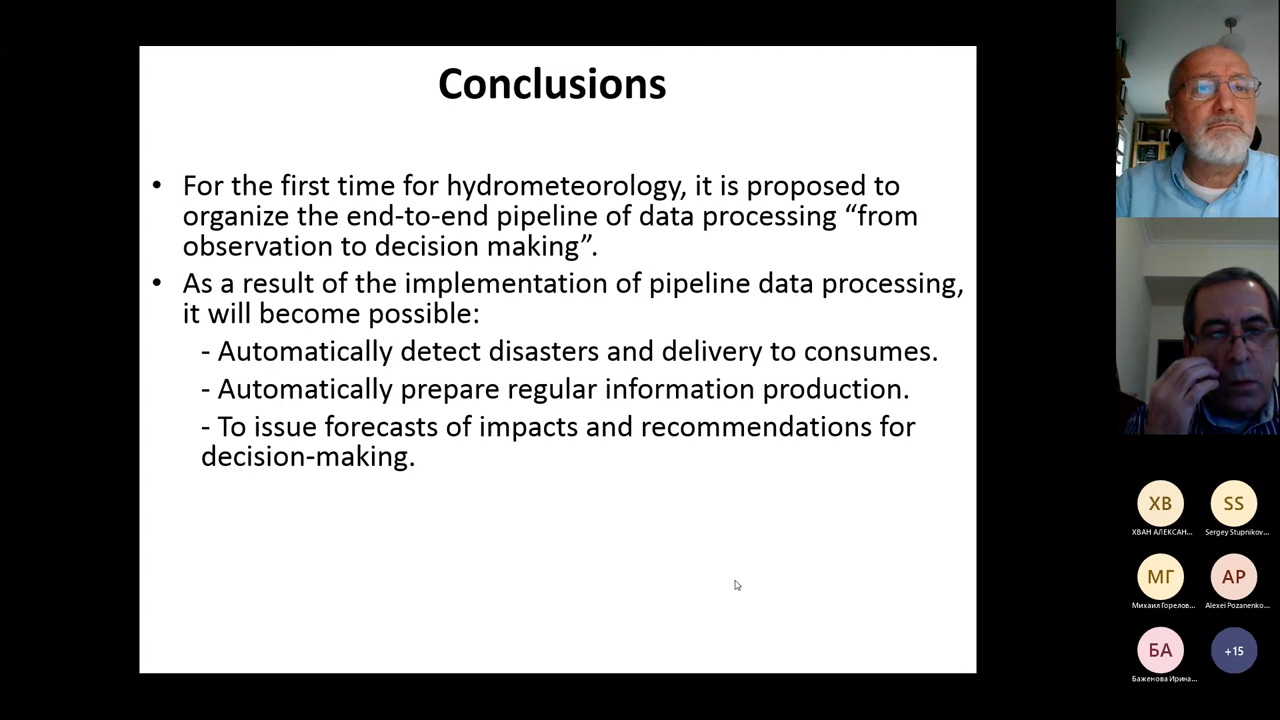 Conclusions
• For the first time for hydrometeorology, it is proposed to
organize the end-to-end pipeline of data processing “from
observation to decision making”.
• As a result of the implementation of pipeline data processing,
it will become possible:
- Automatically detect disasters and delivery to consumes.
- Automatically prepare regular information production.
- To issue forecasts of impacts and recommendations for
decision-making.
ХВ
SS
ХВАН АЛЕКСАН...
Sergey Stupnikov...
МГ
AP
Михаил Горелов...
Alexei Pozanenko...
БА
+15
Баженова Ирина...